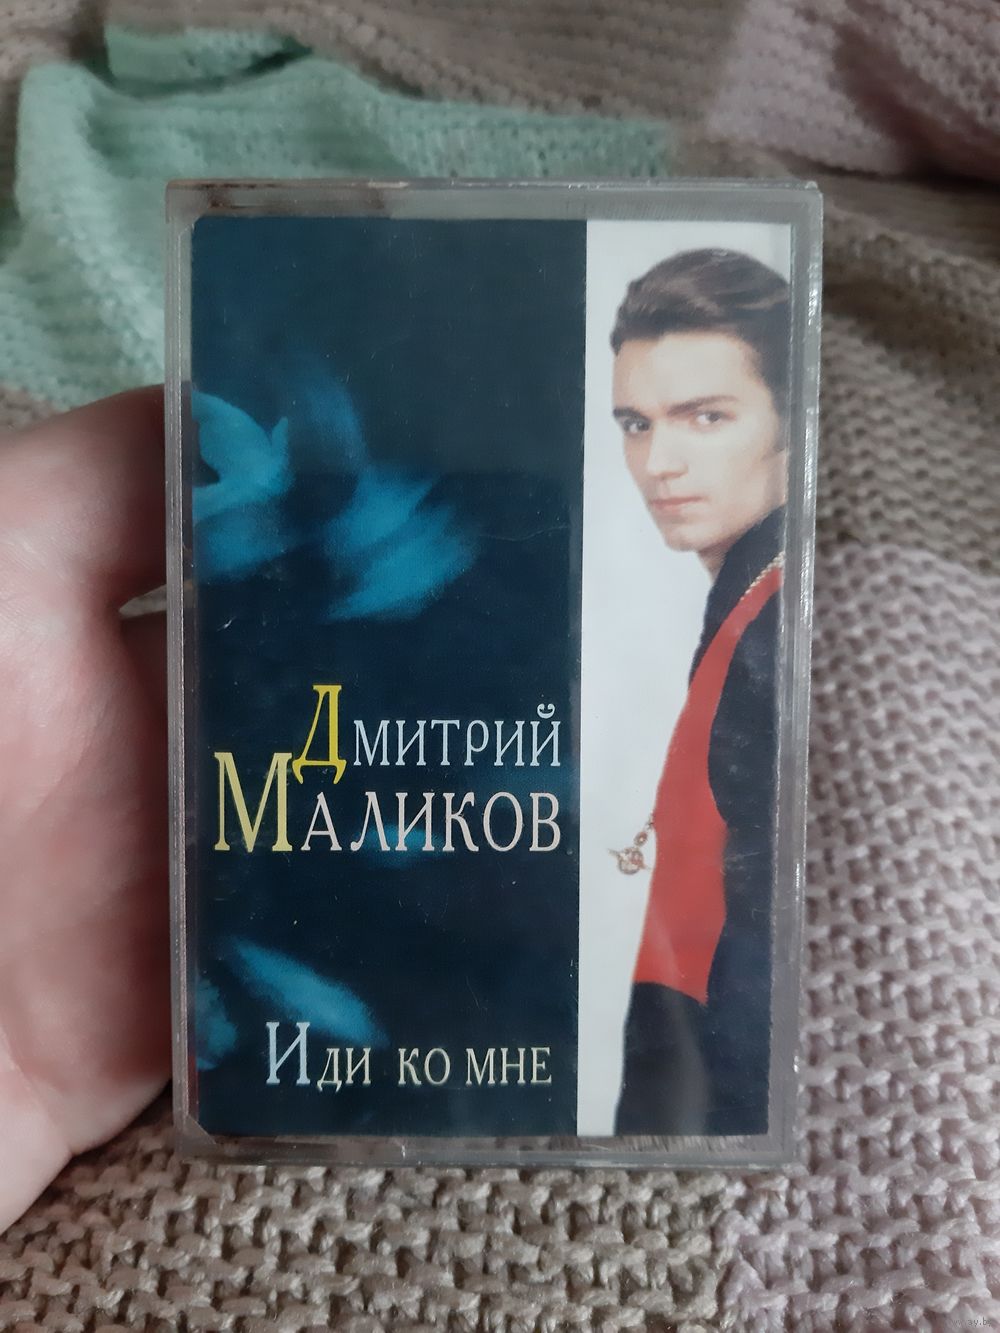 Дмитрий
Маликов
Иди ко мне